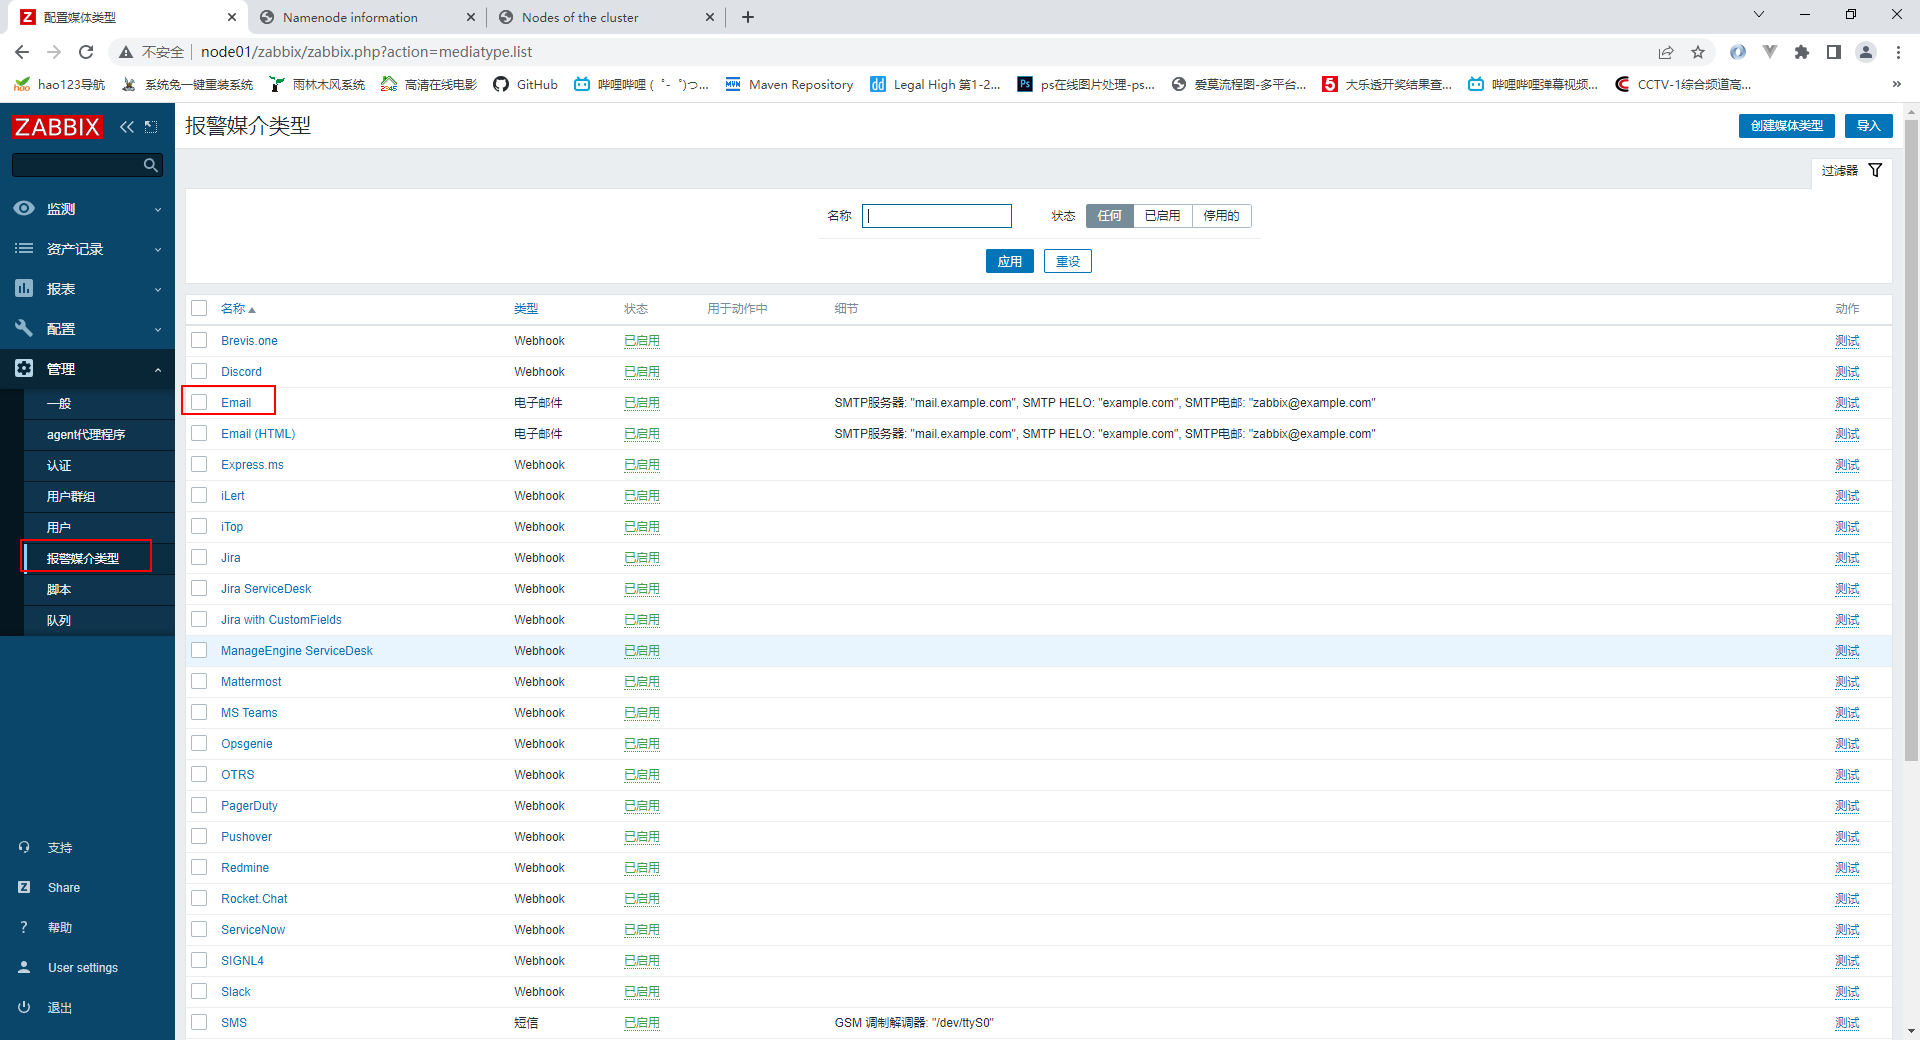 配置媒体类型
Namenode information
Nodes of the cluster
不安全 node01/zabbix/zabbix.php?action=mediatype.list
hao123导航
系统兔一键重装系统
雨林木风系统
高清在线电影
GitHub
哔哩哔哩 ( ゜- ゜)つ...
Maven Repository
Legal High 第1-2...
ps在线图片处理-ps...
爱莫流程图-多平台...
大乐透开奖结果查...
哔哩哔哩弹幕视频...
CCTV-1综合频道高...
ZABBIX
监测
资产记录
报表
配置
管理
一般
agent代理程序
认证
用户群组
用户
报警媒介类型
脚本
队列
支持
Share
帮助
User settings
退出
报警媒介类型
创建媒体类型 导入
过滤器
名称 状态 任何 已启用 停用的
应用 重设
名称 类型 状态 用于动作中 细节 动作
Brevis.one Webhook 已启用 测试
Discord Webhook 已启用 测试
Email 电子邮件 已启用 SMTP服务器: "mail.example.com", SMTP HELO: "example.com", SMTP电邮: "zabbix@example.com" 测试
Email (HTML) 电子邮件 已启用 SMTP服务器: "mail.example.com", SMTP HELO: "example.com", SMTP电邮: "zabbix@example.com" 测试
Express.ms Webhook 已启用 测试
iLert Webhook 已启用 测试
iTop Webhook 已启用 测试
Jira Webhook 已启用 测试
Jira ServiceDesk Webhook 已启用 测试
Jira with CustomFields Webhook 已启用 测试
ManageEngine ServiceDesk Webhook 已启用 测试
Mattermost Webhook 已启用 测试
MS Teams Webhook 已启用 测试
Opsgenie Webhook 已启用 测试
OTRS Webhook 已启用 测试
PagerDuty Webhook 已启用 测试
Pushover Webhook 已启用 测试
Redmine Webhook 已启用 测试
Rocket.Chat Webhook 已启用 测试
ServiceNow Webhook 已启用 测试
SIGNL4 Webhook 已启用 测试
Slack Webhook 已启用 测试
SMS 短信 已启用 GSM 调制解调器: "/dev/ttyS0" 测试